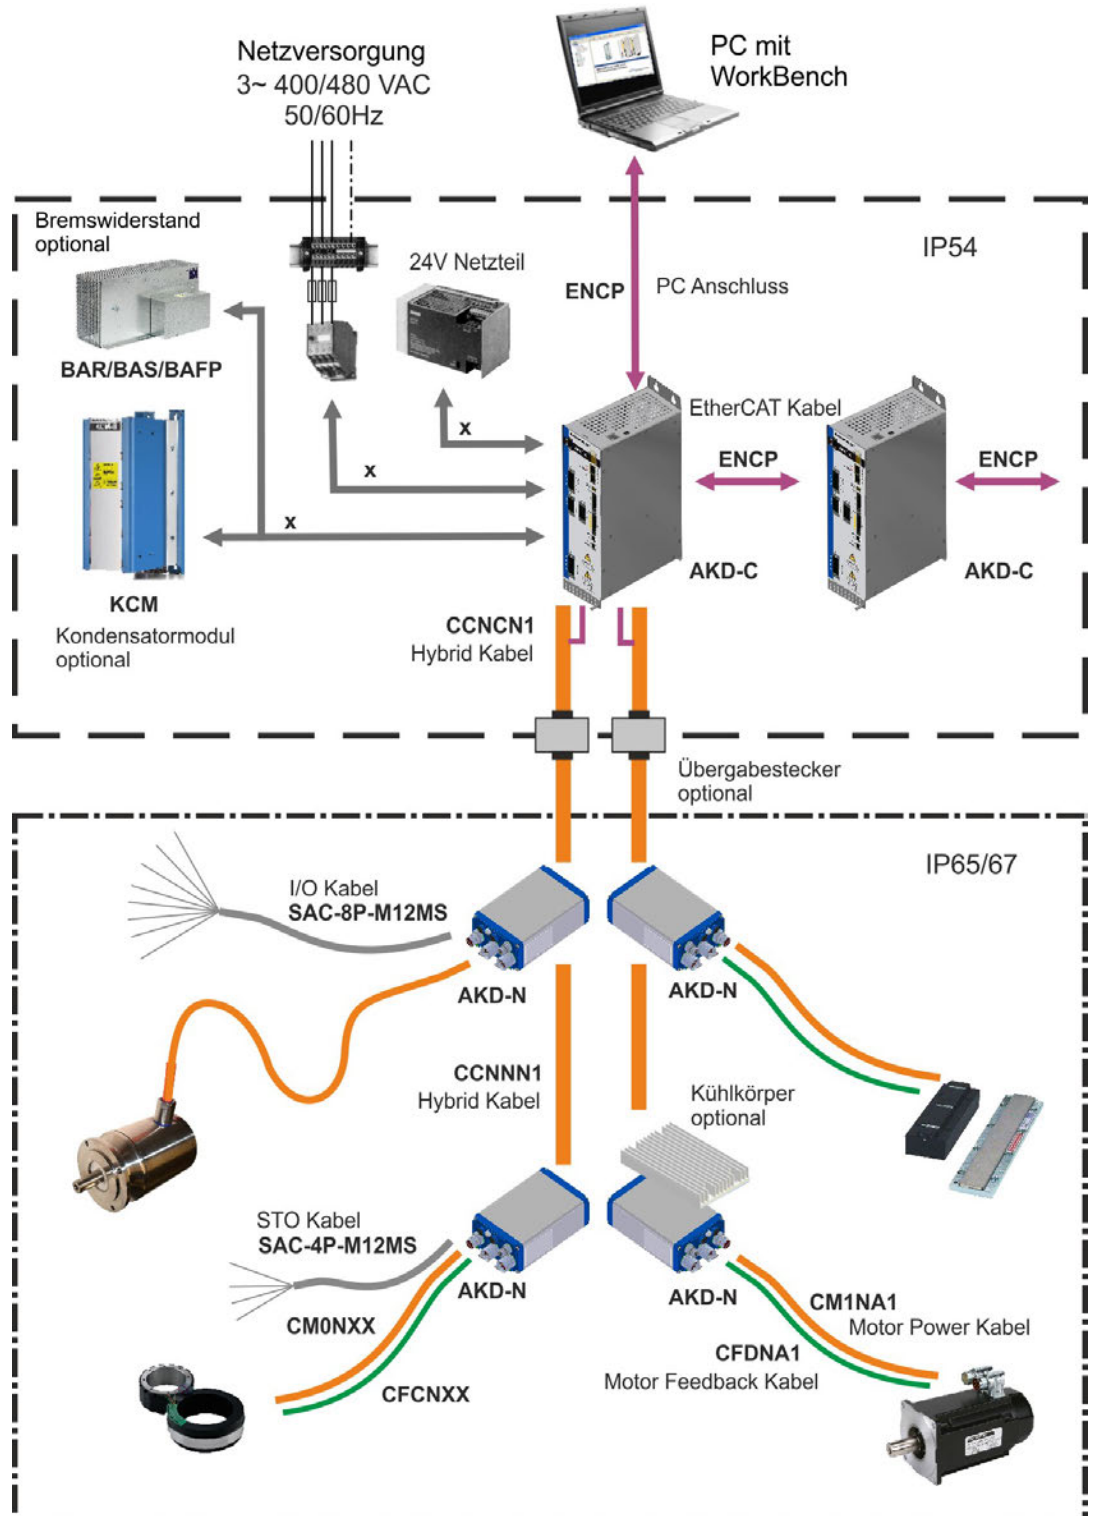 Netzversorgung
3~ 400/480 VAC
50/60Hz
PC mit
WorkBench
Bremswiderstand
optional
IP54
24V Netzteil
ENCP
PC Anschluss
BAR/BAS/BAFP
EtherCAT Kabel
x
ENCP
ENCP
x
x
AKD-C
AKD-C
KCM
Kondensatormodul
optional
CCNCN1
Hybrid Kabel
Übergabestecker
optional
IP65/67
I/O Kabel
SAC-8P-M12MS
AKD-N
AKD-N
CCNNN1
Hybrid Kabel
Kühlkörper
optional
STO Kabel
SAC-4P-M12MS
AKD-N
AKD-N
CM0NXX
CM1NA1
Motor Power Kabel
CFDNA1
Motor Feedback Kabel
CFCNXX